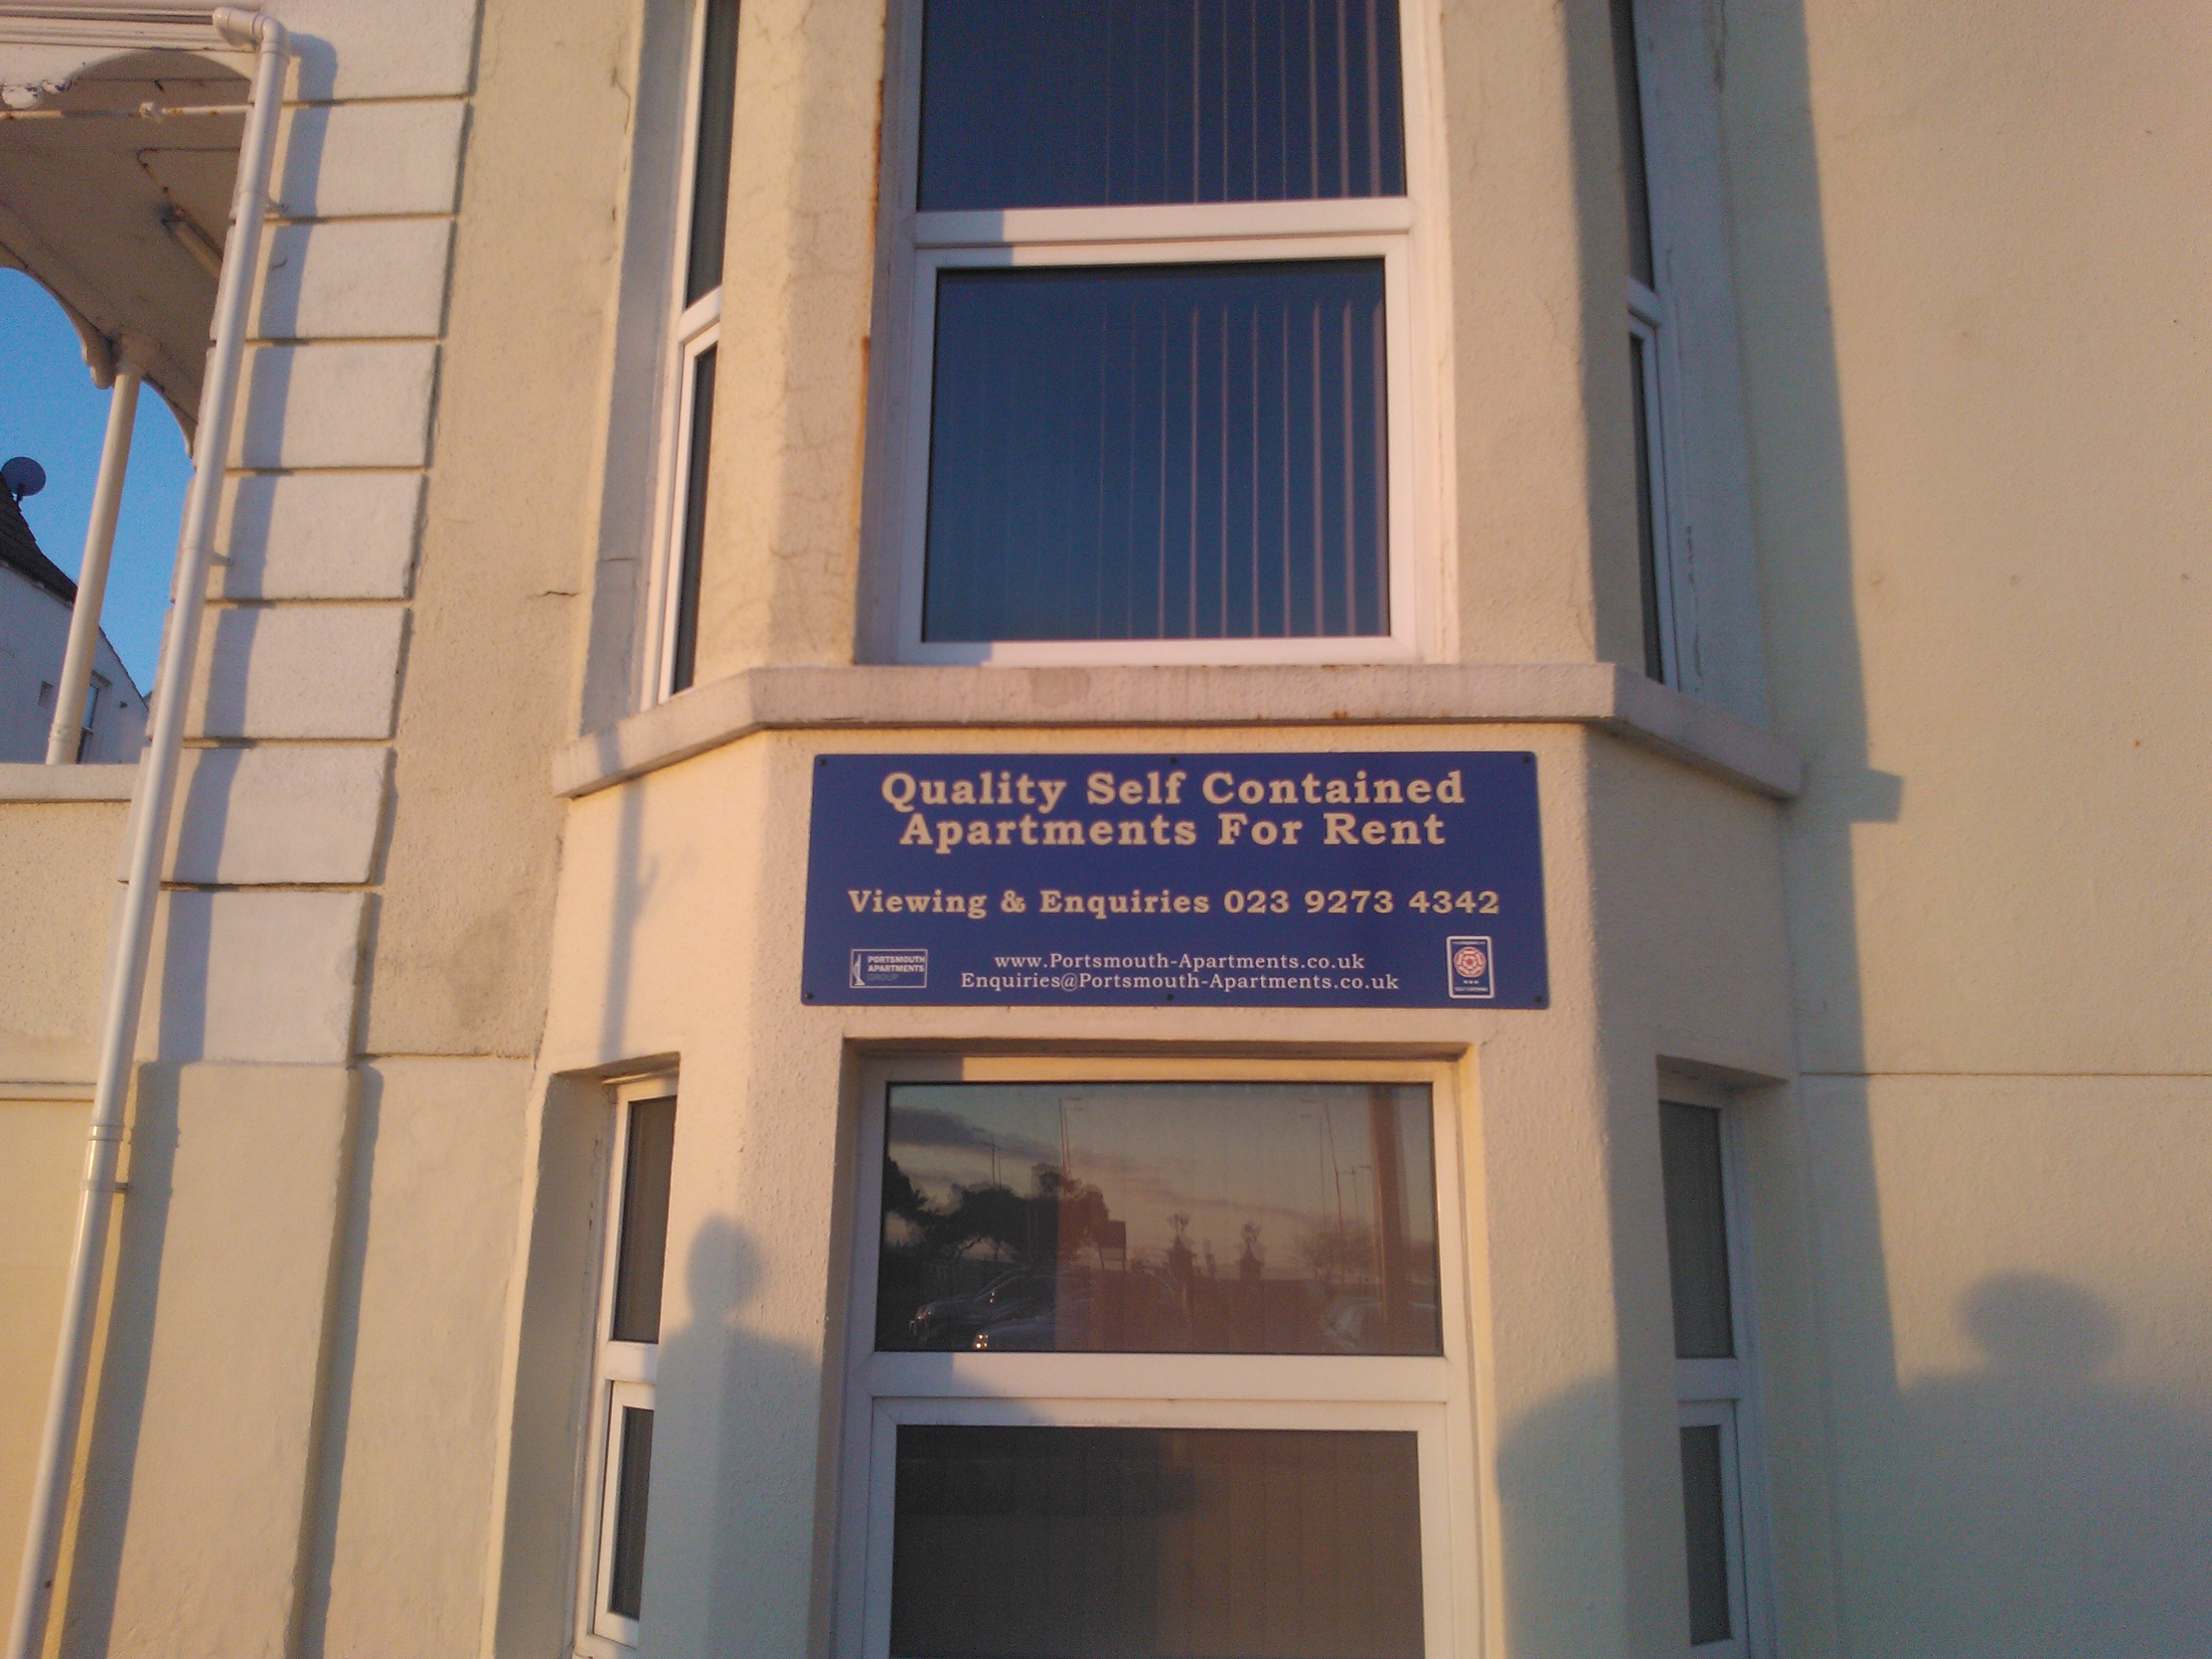 Quality Self Contained
Apartments For Rent
Viewing & Enquiries 023 9273 4342
www.Portsmouth-Apartments.co.uk
Enquiries@Portsmouth-Apartments.co.uk
PORTSMOUTH
APARTMENTS
GROUP